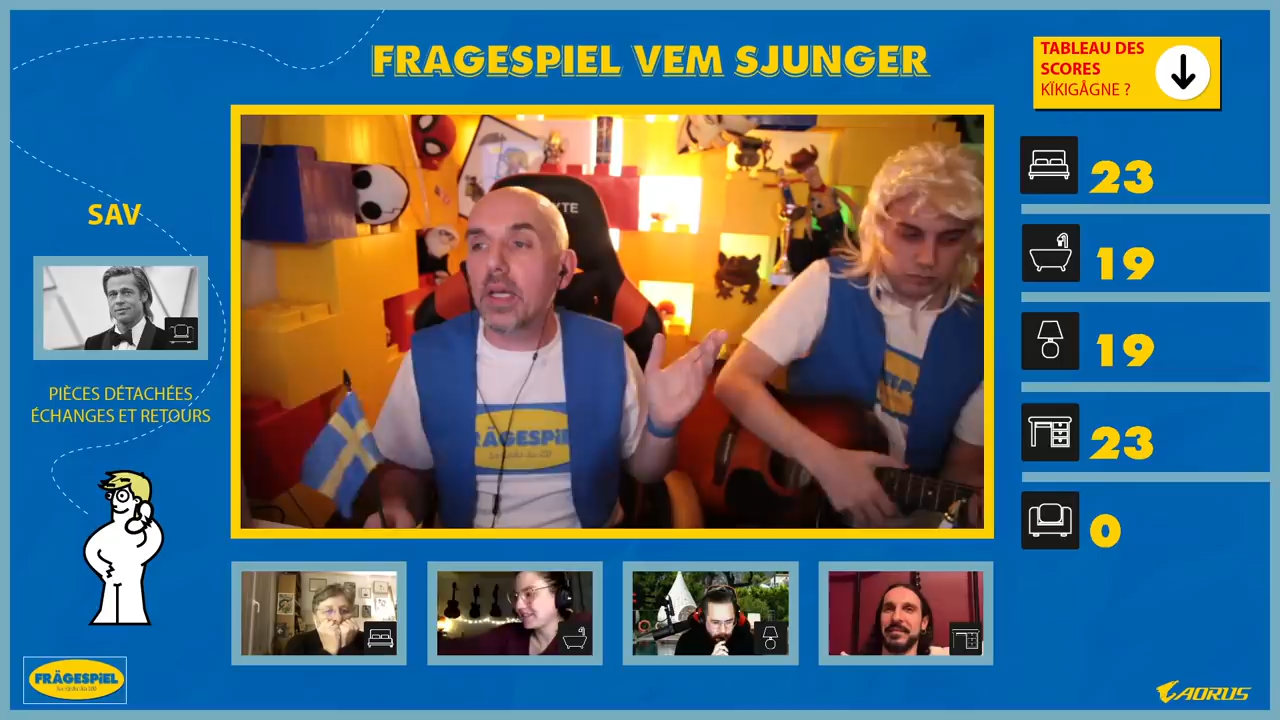 FRAGESPIEL VEM SJUNGER
TABLEAU DES
SCORES
KÏKIGÅGNE ?
23
19
19
23
0
SAV
PIÈCES DÉTACHÉES
ÉCHANGES ET RETOURS
FRÄGESPiEL
AORUS